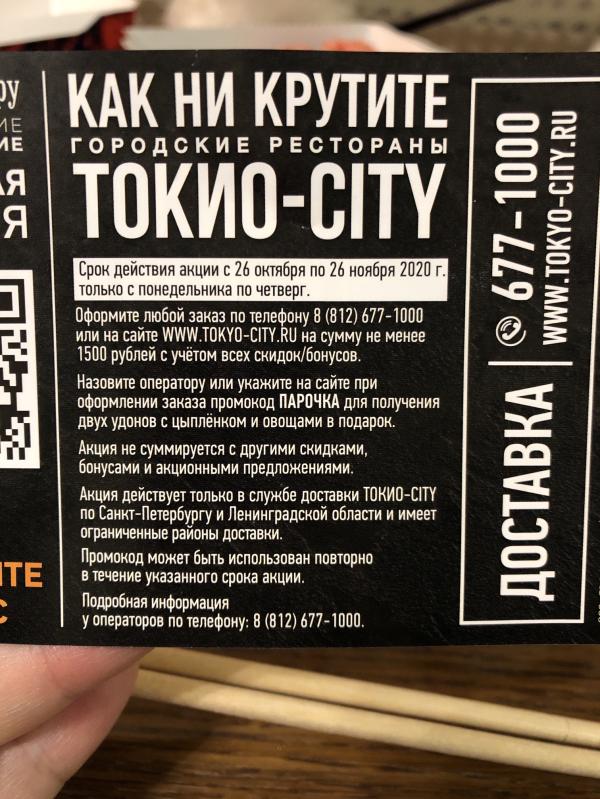 ру
ИЕ
ИЕ
АЯ
Я
ИТЕ
С
КАК НИ КРУТИТЕ
ГОРОДСКИЕ РЕСТОРАНЫ
ТОКИО-CITY
Срок действия акции с 26 октября по 26 ноября 2020 г.
только с понедельника по четверг.
Оформите любой заказ по телефону 8 (812) 677-1000
или на сайте WWW.TOKYO-CITY.RU на сумму не менее
1500 рублей с учётом всех скидок/бонусов.
Назовите оператору или укажите на сайте при
оформлении заказа промокод ПАРОЧКА для получения
двух удонов с цыплёнком и овощами в подарок.
Акция не суммируется с другими скидками,
бонусами и акционными предложениями.
Акция действует только в службе доставки ТОКИО-CITY
по Санкт-Петербургу и Ленинградской области и имеет
ограниченные районы доставки.
Промокод может быть использован повторно
в течение указанного срока акции.
Подробная информация
у операторов по телефону: 8 (812) 677-1000.
ДОСТАВКА
677-1000
WWW.TOKYO-CITY.RU